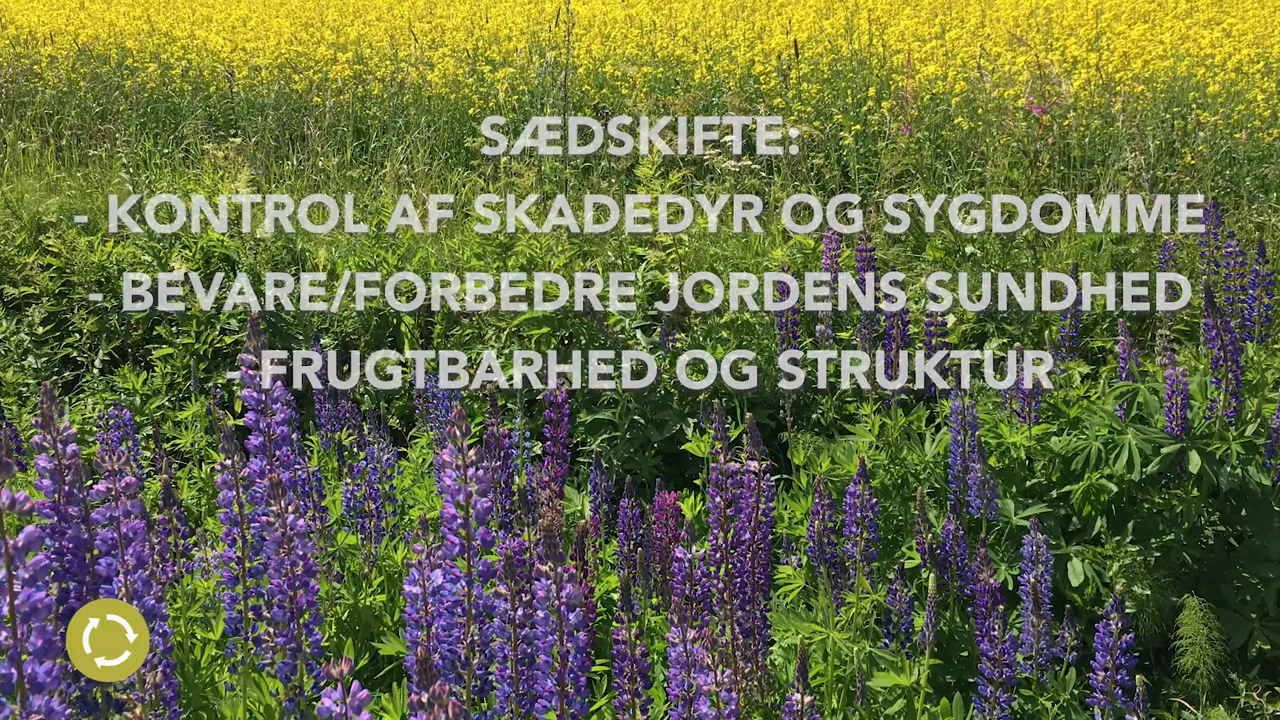 SÆDSKIFTE:
- KONTROL AF SKADEDYR OG SYGDOMME
- BEVARE/FORBEDRE JORDENS SUNDHED
- FRUGTBARHED OG STRUKTUR